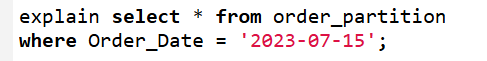 explain select * from order_partition
where Order_Date = '2023-07-15';